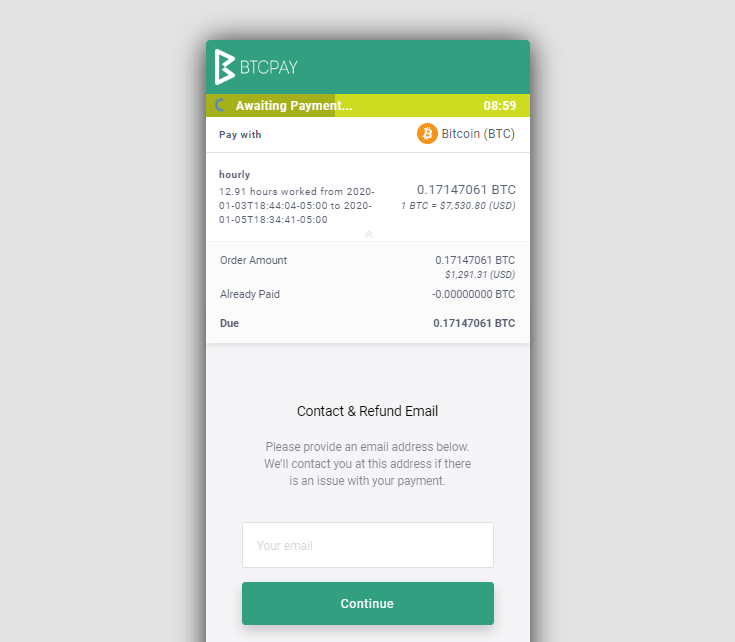 BTCPAY
Awaiting Payment... 08:59
Pay with Bitcoin (BTC)
hourly
12.91 hours worked from 2020-
01-03T18:44:04-05:00 to 2020-
01-05T18:34:41-05:00
0.17147061 BTC
1 BTC = $7,530.80 (USD)
Order Amount 0.17147061 BTC
$1,291.31 (USD)
Already Paid -0.00000000 BTC
Due 0.17147061 BTC
Contact & Refund Email
Please provide an email address below.
We'll contact you at this address if there
is an issue with your payment.
Your email
Continue